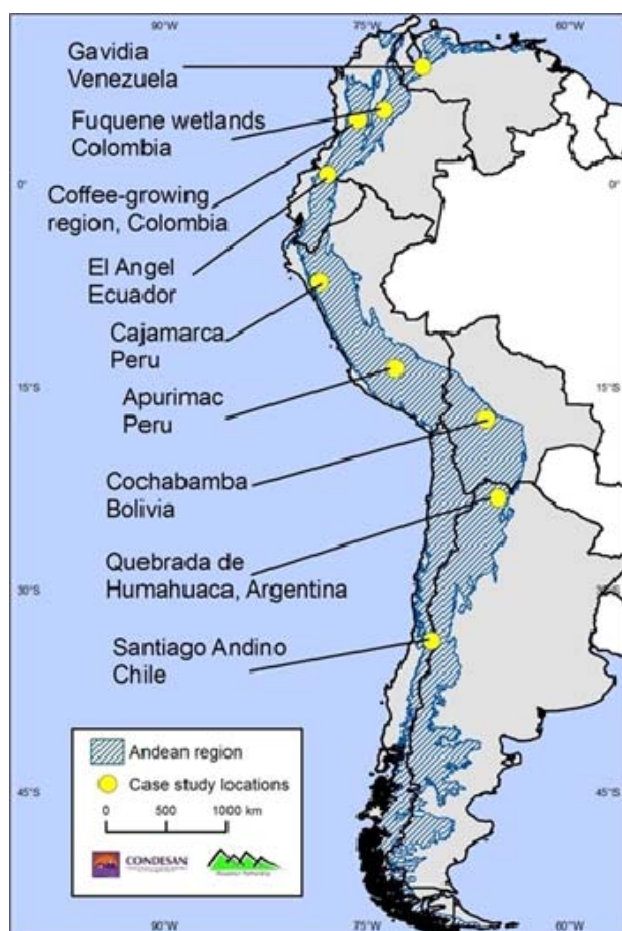 90°W 75°W 60°W
Gavidia
Venezuela
Fuquene wetlands
Colombia
0° 0°
Coffee-growing
region, Colombia
El Angel
Ecuador
Cajamarca
Peru
15°S 15°S
Apurimac
Peru
Cochabamba
Bolivia
Quebrada de
Humahuaca, Argentina
30°S 30°S
Santiago Andino
Chile
Andean region
Case study locations
0 500 1000 km
45°S 45°S
CONDESAN
90°W 75°W 60°W